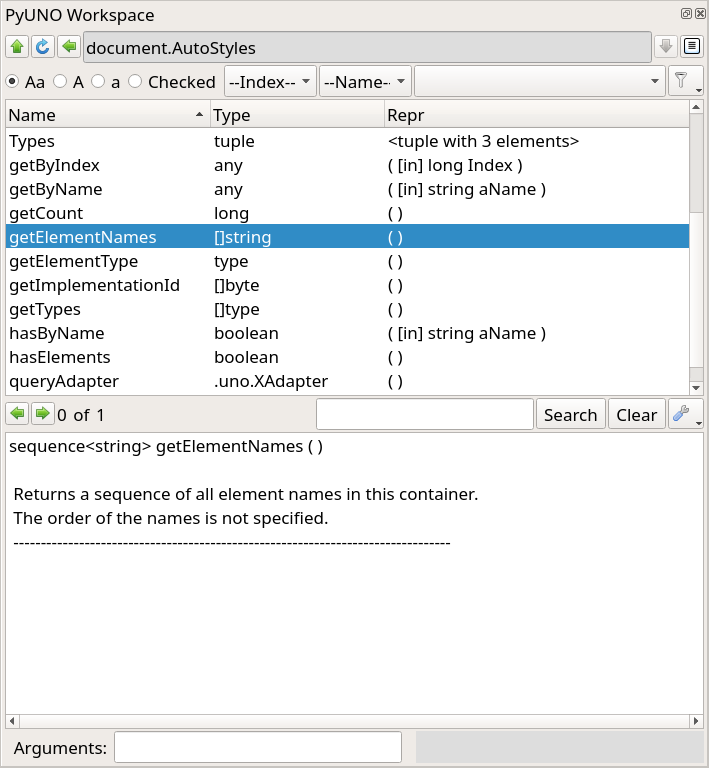 PyUNO Workspace
document.AutoStyles
Aa A a Checked --Index-- --Name--
Name Type Repr
Types tuple <tuple with 3 elements>
getByIndex any ( [in] long Index )
getByName any ( [in] string aName )
getCount long ( )
getElementNames []string ( )
getElementType type ( )
getImplementationId []byte ( )
getTypes []type ( )
hasByName boolean ( [in] string aName )
hasElements boolean ( )
queryAdapter .uno.XAdapter ( )
0 of 1 Search Clear
sequence<string> getElementNames ( )
Returns a sequence of all element names in this container.
The order of the names is not specified.
--------------------------------------------------------------------------------
Arguments: